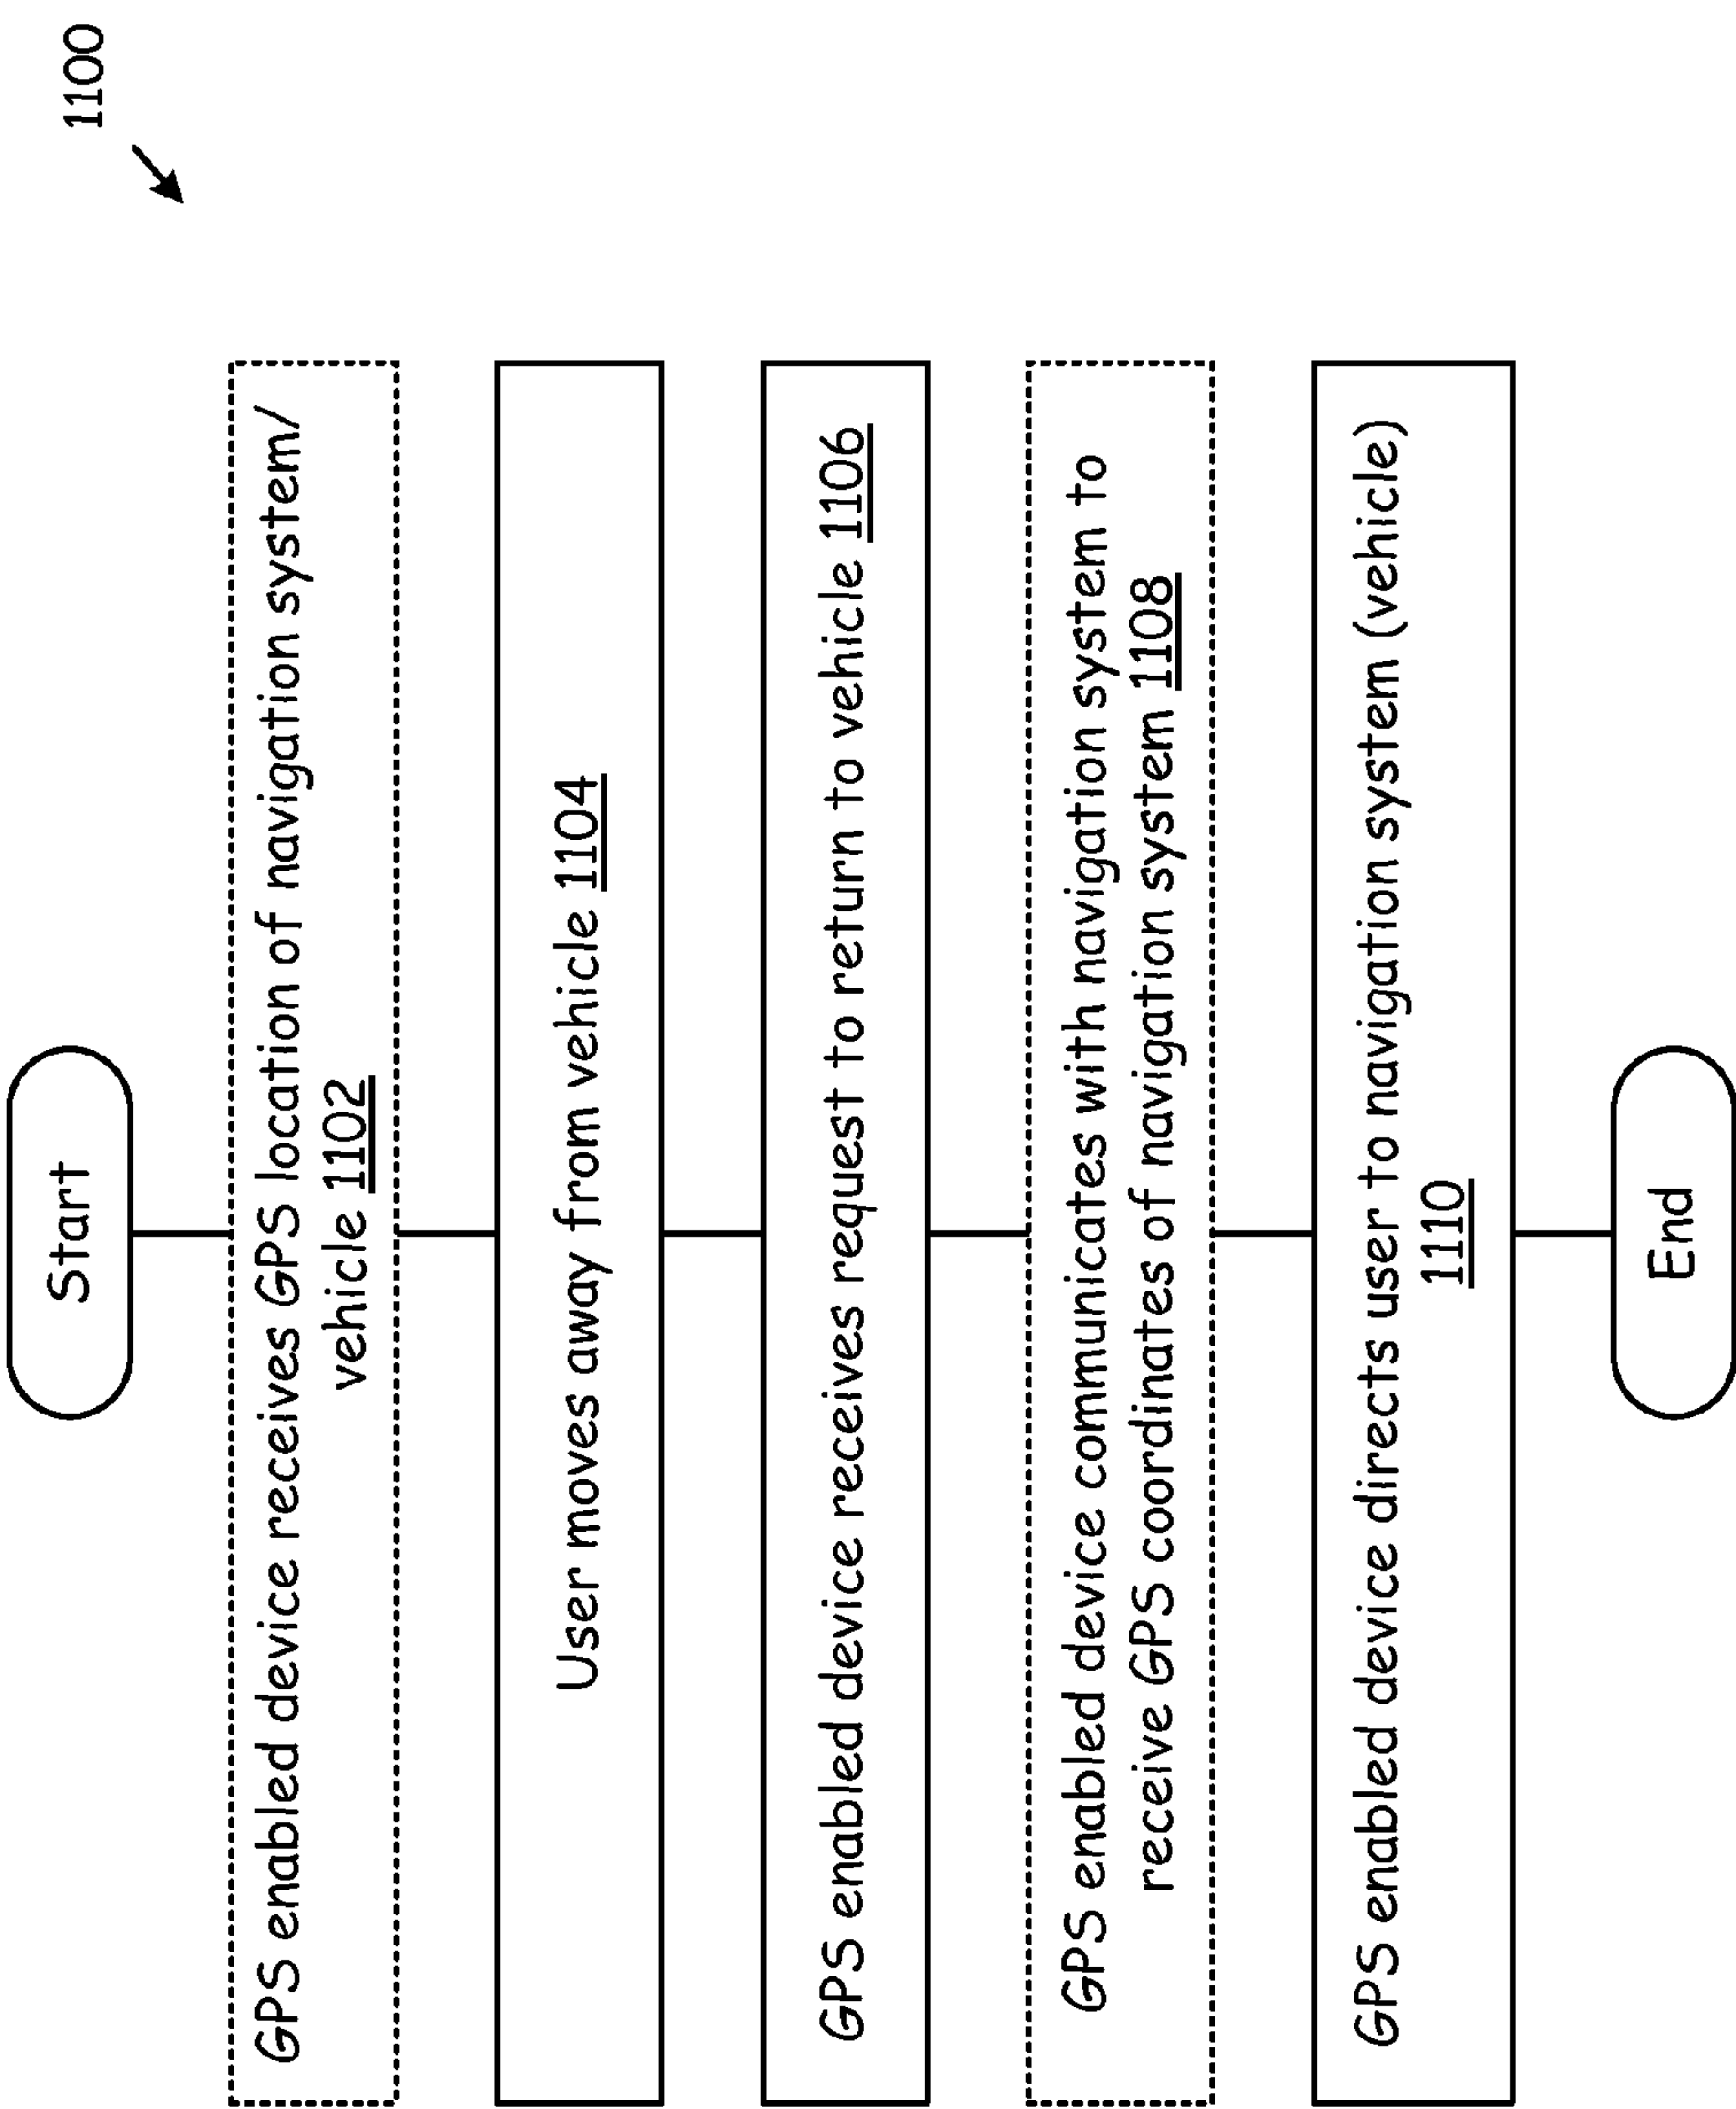 1100
Start
GPS enabled device receives GPS location of navigation system/
vehicle 1102
User moves away from vehicle 1104
GPS enabled device receives request to return to vehicle 1106
GPS enabled device communicates with navigation system to
receive GPS coordinates of navigation system 1108
GPS enabled device directs user to navigation system (vehicle)
1110
End